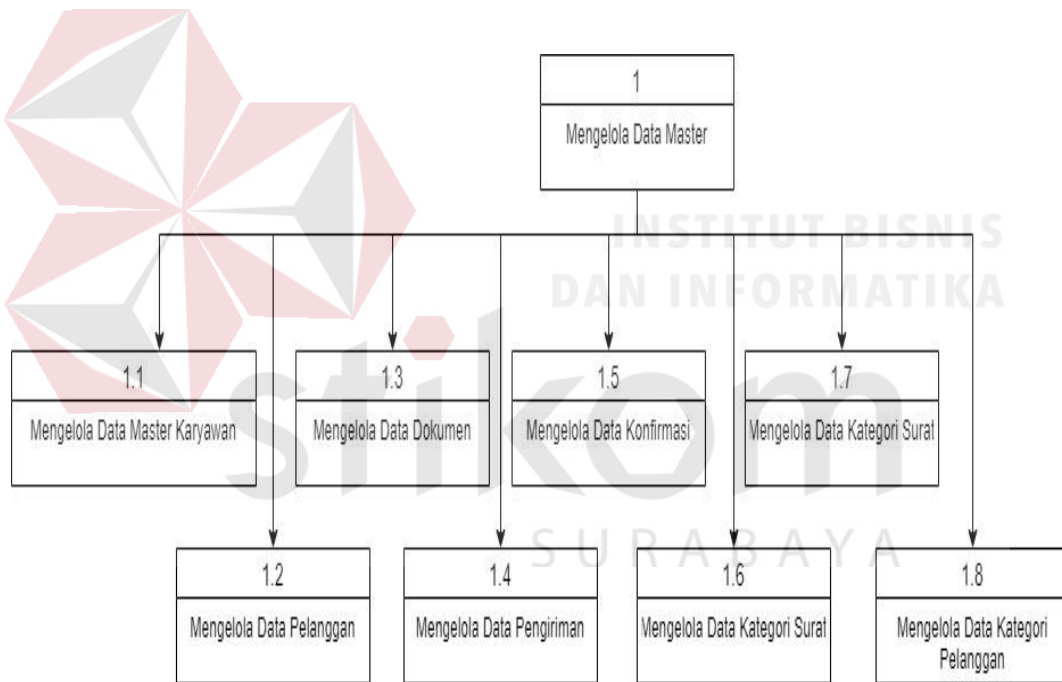 1
Mengelola Data Master
INSTITUT BISNIS
DAN INFORMATIKA
stikom
SURABAYA
1.1
Mengelola Data Master Karyawan
1.3
Mengelola Data Dokumen
1.5
Mengelola Data Konfirmasi
1.7
Mengelola Data Kategori Surat
1.2
Mengelola Data Pelanggan
1.4
Mengelola Data Pengiriman
1.6
Mengelola Data Kategori Surat
1.8
Mengelola Data Kategori
Pelanggan